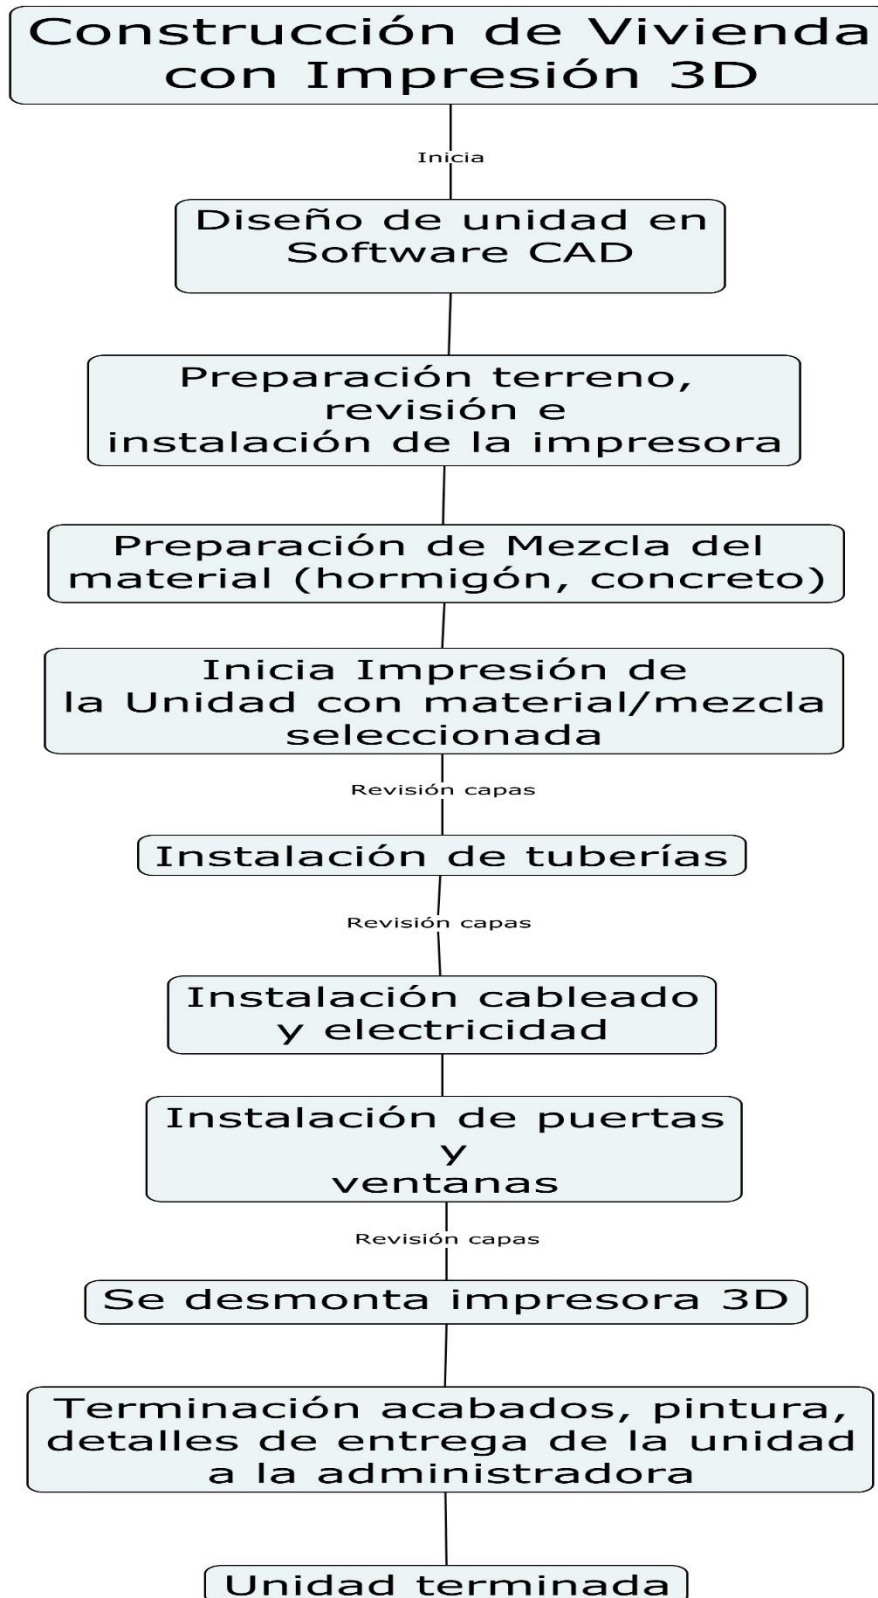 Construcción de Vivienda
con Impresión 3D
Inicia
Diseño de unidad en
Software CAD
Preparación terreno,
revisión e
instalación de la impresora
Preparación de Mezcla del
material (hormigón, concreto)
Inicia Impresión de
la Unidad con material/mezcla
seleccionada
Revisión capas
Instalación de tuberías
Revisión capas
Instalación cableado
y electricidad
Instalación de puertas
y
ventanas
Revisión capas
Se desmonta impresora 3D
Terminación acabados, pintura,
detalles de entrega de la unidad
a la administradora
Unidad terminada